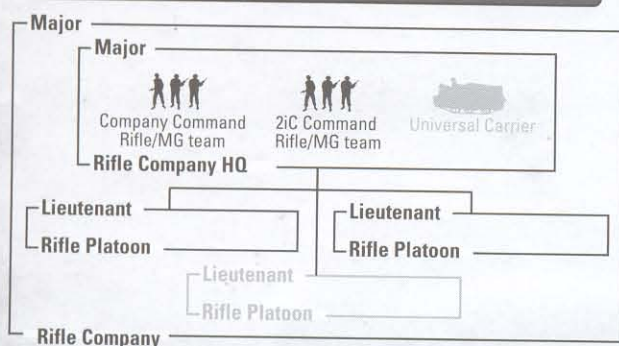 Major
Major
Company Command
Rifle/MG team
2iC Command
Rifle/MG team
Universal Carrier
Rifle Company HQ
Lieutenant
Rifle Platoon
Lieutenant
Rifle Platoon
Lieutenant
Rifle Platoon
Rifle Company